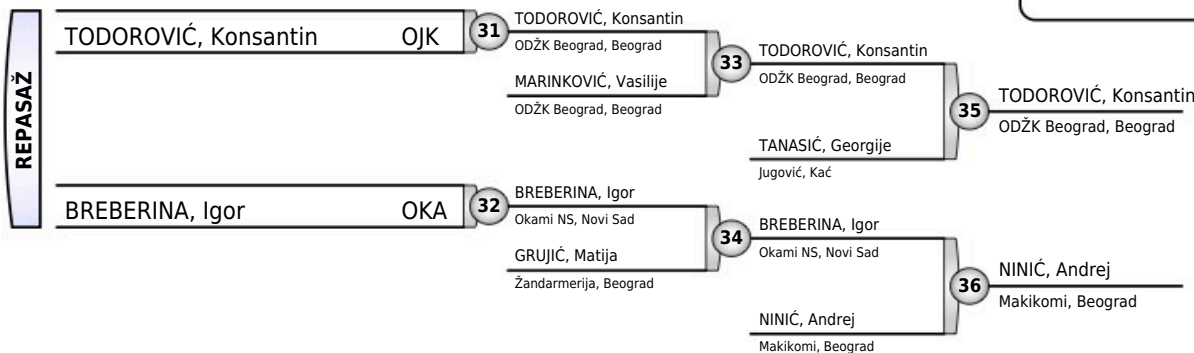 REPASAŽ
TODOROVIĆ, Konsantin OJK
31
TODOROVIĆ, Konsantin
ODŽK Beograd, Beograd
MARINKOVIĆ, Vasilije
ODŽK Beograd, Beograd
33
TODOROVIĆ, Konsantin
ODŽK Beograd, Beograd
TANASIĆ, Georgije
Jugović, Kać
35
TODOROVIĆ, Konsantin
ODŽK Beograd, Beograd
BREBERINA, Igor OKA
32
BREBERINA, Igor
Okami NS, Novi Sad
GRUJIĆ, Matija
Žandarmerija, Beograd
34
BREBERINA, Igor
Okami NS, Novi Sad
NINIĆ, Andrej
Makikomi, Beograd
36
NINIĆ, Andrej
Makikomi, Beograd